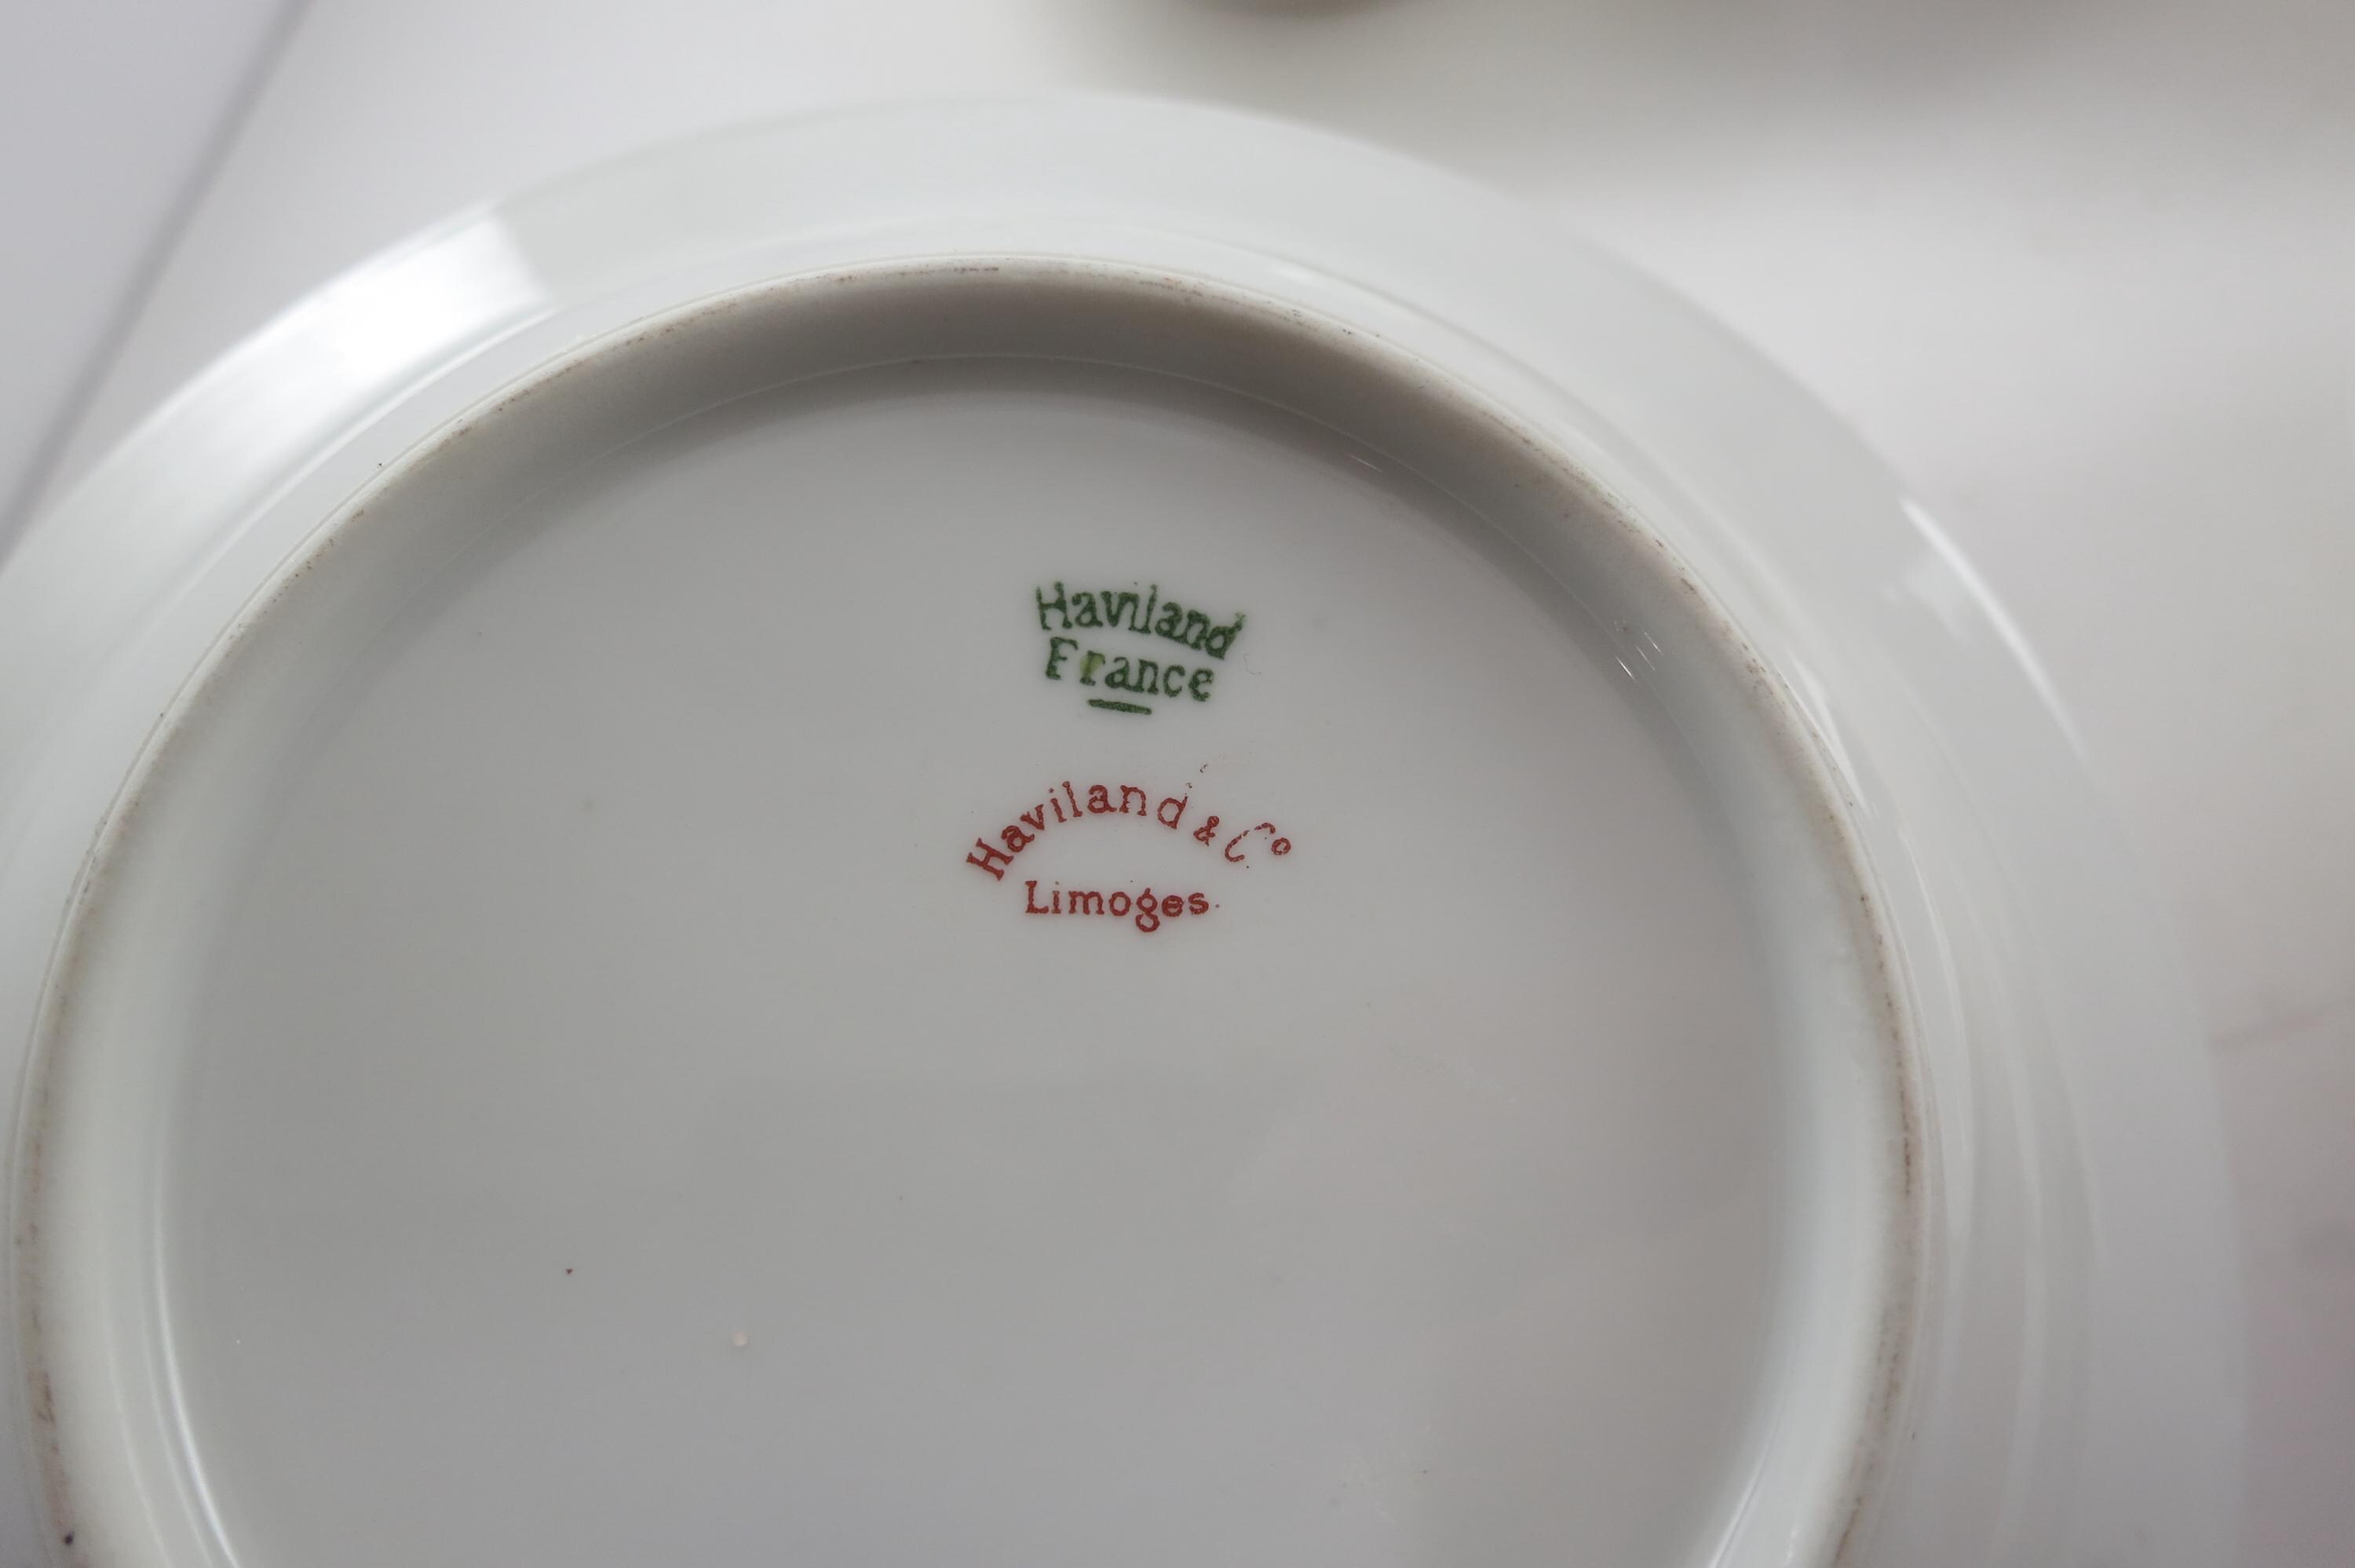 Haviland
France
Haviland & Co
Limoges